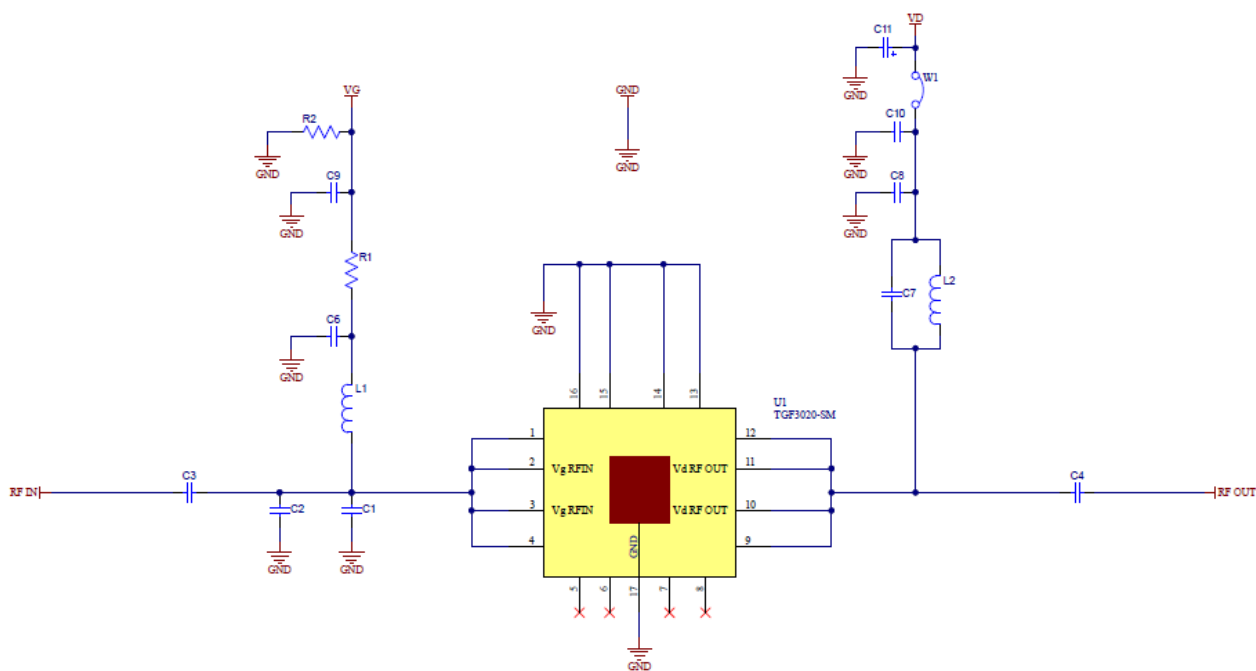 VD
C11
W1
GND
VG
GND
R2
C10
GND
GND
GND
C9
C8
GND
GND
R1
L2
C7
C6
GND
GND
L1
16
15
14
13
U1
TGF3020-SM
1
12
2
Vg RFIN
Vd RF OUT
11
C3
C4
RF IN
RF OUT
C2
C1
3
Vg RFIN
Vd RF OUT
10
4
GND
9
GND
GND
5
6
17
7
8
GND